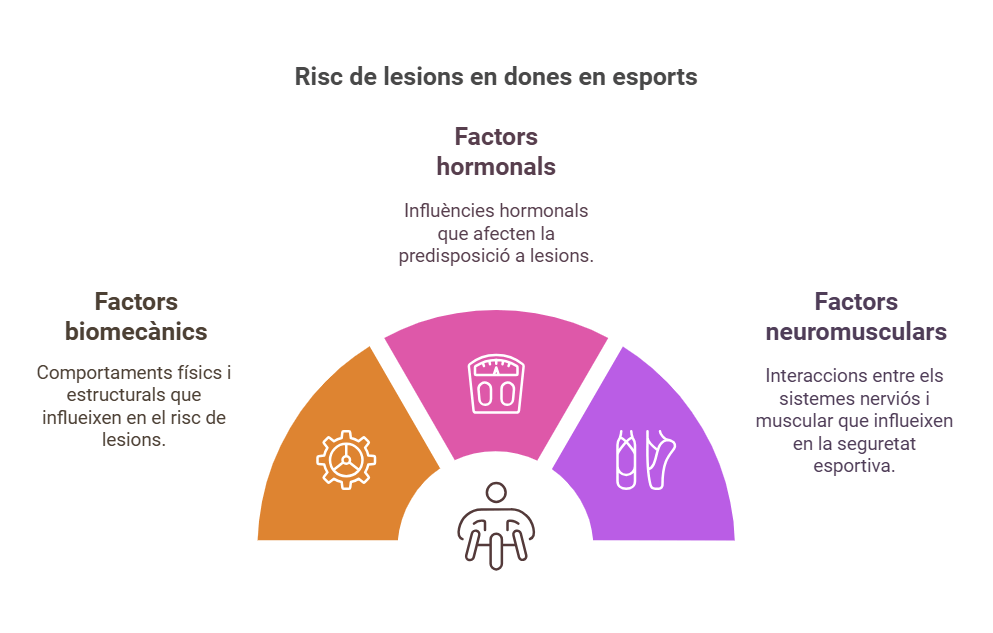 Risc de lesions en dones en esports
Factors
hormonals
Influències hormonals
que afecten la
predisposició a lesions.
Factors
biomecànics
Comportaments físics i
estructurals que
influeixen en el risc de
lesions.
Factors
neuromusculars
Interaccions entre els
sistemes nerviós i
muscular que influeixen
en la seguretat
esportiva.